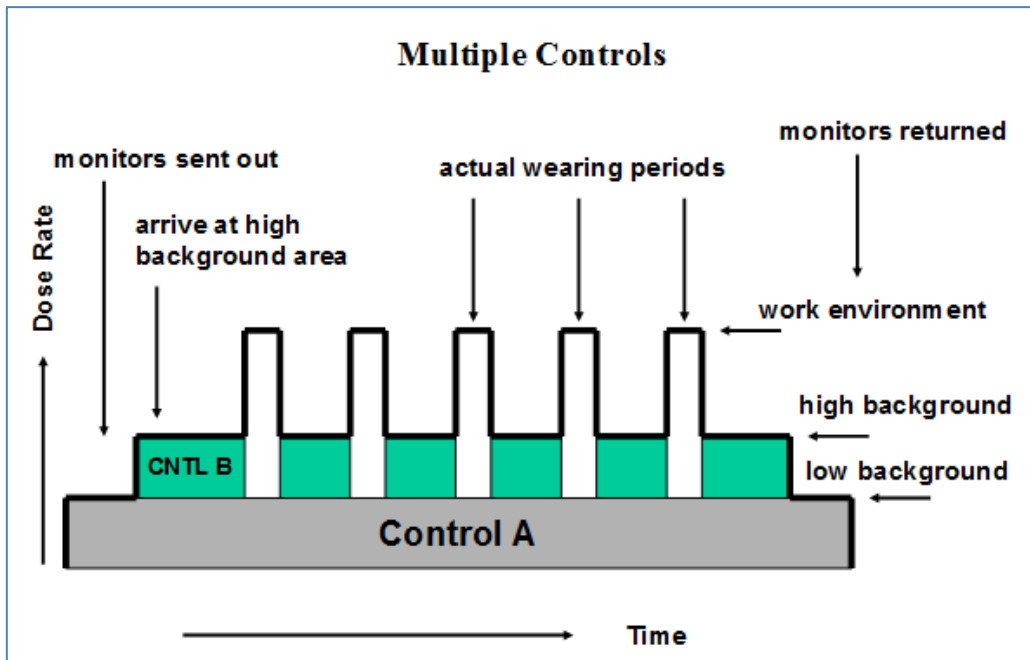 Multiple Controls
monitors sent out
actual wearing periods
monitors returned
arrive at high
background area
Dose Rate
work environment
high background
low background
CNTL B
Control A
Time